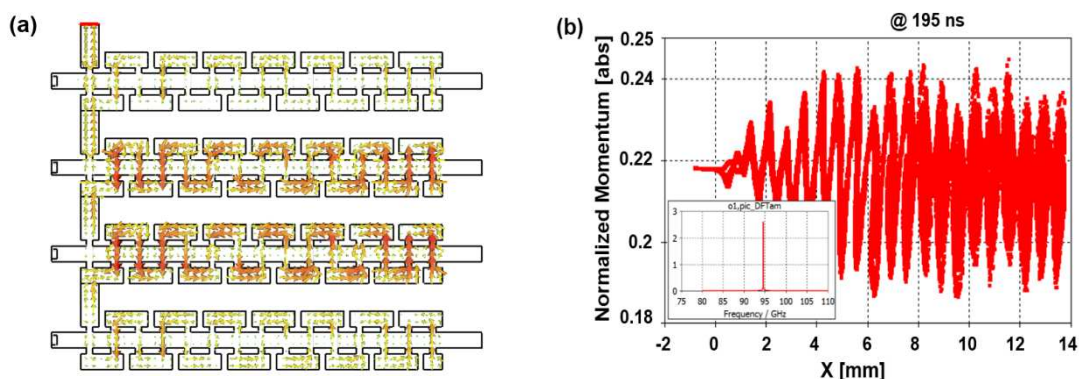 (a)
(b)
@ 195 ns
Normalized Momentum [abs]
0.25
0.24
0.22
0.2
0.18
-2 0 2 4 6 8 10 12 14
X [mm]
o1,pic_DFTam
3
2
1
0
75 80 85 90 95 100 105 110
Frequency / GHz